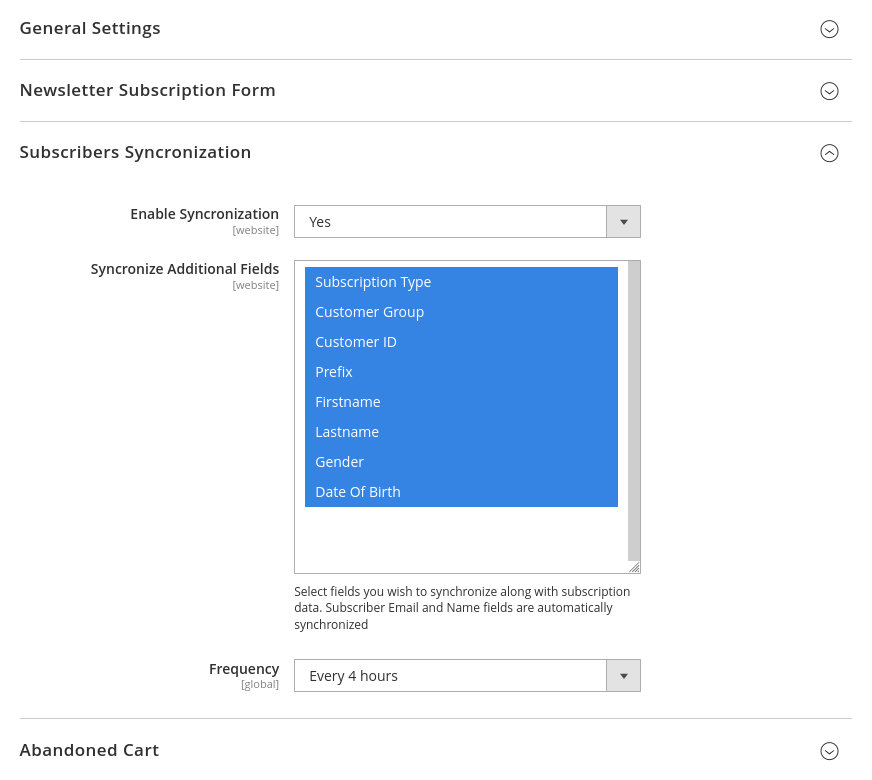 General Settings
Newsletter Subscription Form
Subscribers Syncronization
Enable Syncronization
[website]
Yes
Syncronize Additional Fields
[website]
Subscription Type
Customer Group
Customer ID
Prefix
Firstname
Lastname
Gender
Date Of Birth
Select fields you wish to synchronize along with subscription
data. Subscriber Email and Name fields are automatically
synchronized
Frequency
[global]
Every 4 hours
Abandoned Cart